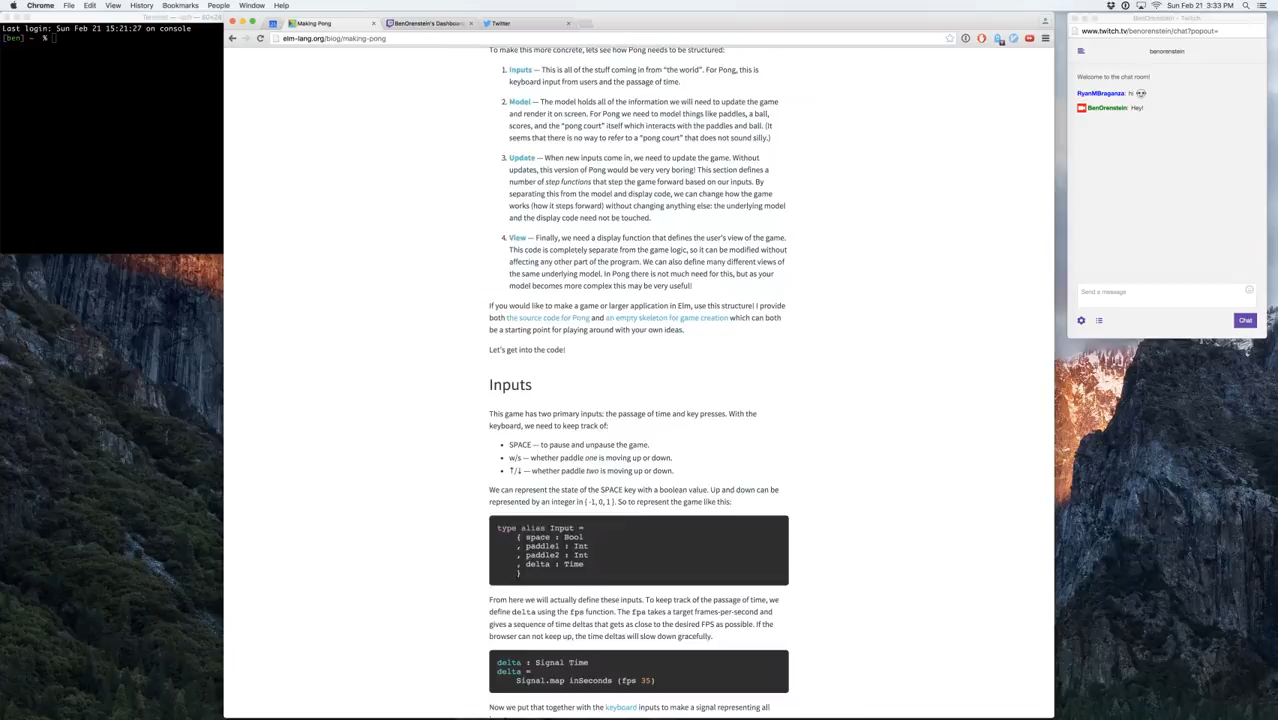 Chrome File Edit View History Bookmarks People Window Help
Sun Feb 21 3:33 PM
Last login: Sun Feb 21 15:21:27 on console
[ben] ~ %
Making Pong
BenOrenstein's Dashboard
Twitter
elm-lang.org/blog/making-pong
To make this more concrete, lets see how Pong needs to be structured:
1. Inputs — This is all of the stuff coming in from “the world”. For Pong, this is
keyboard input from users and the passage of time.
2. Model — The model holds all of the information we will need to update the game
and render it on screen. For Pong we need to model things like paddles, a ball,
scores, and the “pong court” itself which interacts with the paddles and ball. (It
seems that there is no way to refer to a “pong court” that does not sound silly.)
3. Update — When new inputs come in, we need to update the game. Without
updates, this version of Pong would be very very boring! This section defines a
number of step functions that step the game forward based on our inputs. By
separating this from the model and display code, we can change how the game
works (how it steps forward) without changing anything else: the underlying model
and the display code need not be touched.
4. View — Finally, we need a display function that defines the user's view of the game.
This code is completely separate from the game logic, so it can be modified without
affecting any other part of the program. We can also define many different views of
the same underlying model. In Pong there is not much need for this, but as your
model becomes more complex this may be very useful!
If you would like to make a game or larger application in Elm, use this structure! I provide
both the source code for Pong and an empty skeleton for game creation which can both
be a starting point for playing around with your own ideas.
Let's get into the code!
Inputs
This game has two primary inputs: the passage of time and key presses. With the
keyboard, we need to keep track of:
• SPACE — to pause and unpause the game.
• w/s — whether paddle one is moving up or down.
• ↑/↓ — whether paddle two is moving up or down.
We can represent the state of the SPACE key with a boolean value. Up and down can be
represented by an integer in { -1, 0, 1 }. So to represent the game like this:
type alias Input =
{ space : Bool
, paddle1 : Int
, paddle2 : Int
, delta : Time
}
From here we will actually define these inputs. To keep track of the passage of time, we
define delta using the fps function. The fps takes a target frames-per-second and
gives a sequence of time deltas that gets as close to the desired FPS as possible. If the
browser can not keep up, the time deltas will slow down gracefully.
delta : Signal Time
delta =
Signal.map inSeconds (fps 35)
Now we put that together with the keyboard inputs to make a signal representing all
BenOrenstein - Twitch
www.twitch.tv/benorenstein/chat?popout=
benorenstein
Welcome to the chat room!
RyanMBraganza: hi
BenOrenstein: Hey!
Send a message
Chat